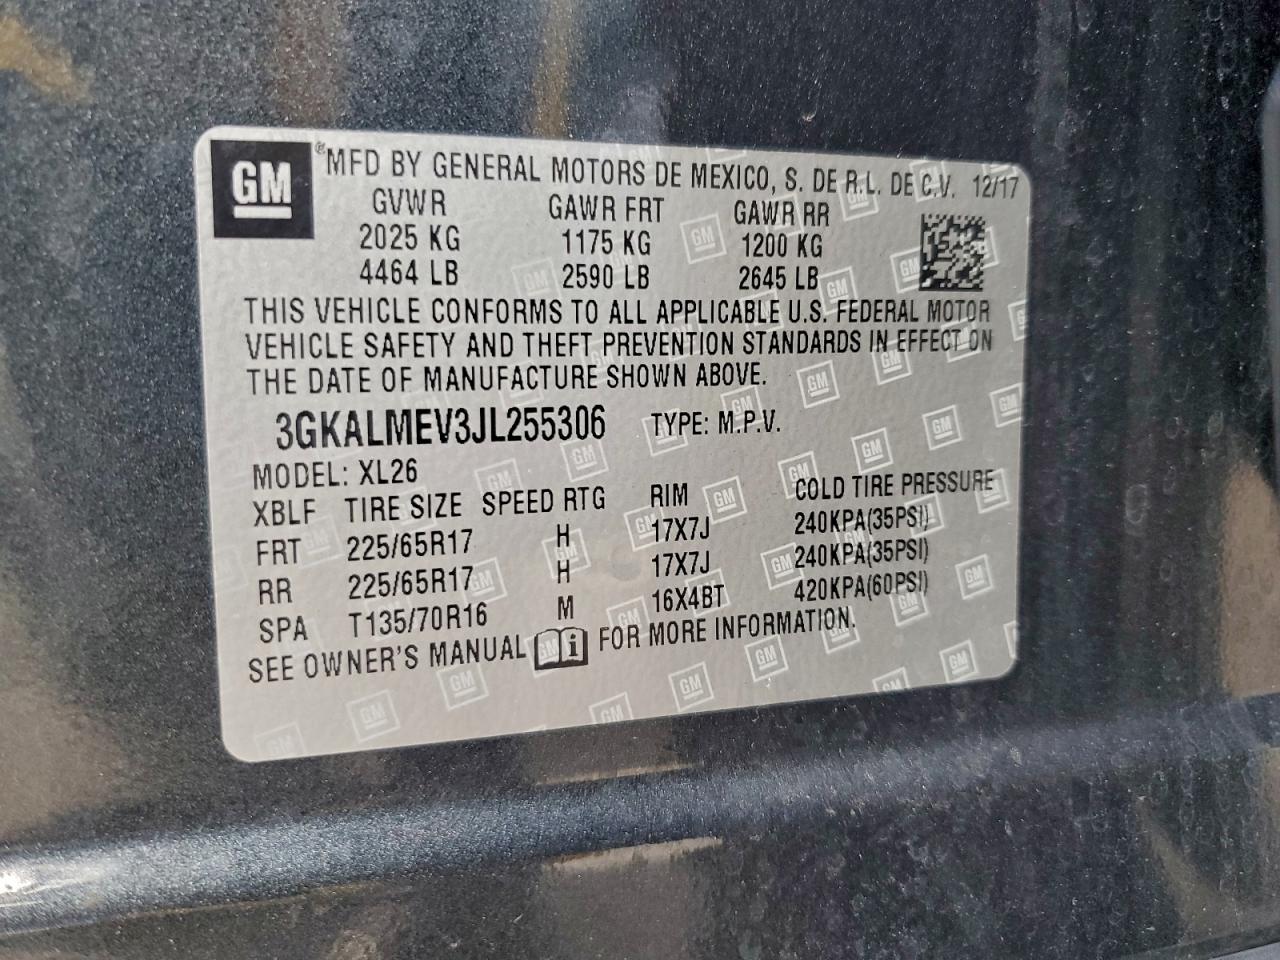 GM ®MFD BY GENERAL MOTORS DE MEXICO, S. DE R.L. DE C.V. 12/17
GVWR GAWR FRT GAWR RR
2025 KG 1175 KG 1200 KG
4464 LB 2590 LB 2645 LB
THIS VEHICLE CONFORMS TO ALL APPLICABLE U.S. FEDERAL MOTOR
VEHICLE SAFETY AND THEFT PREVENTION STANDARDS IN EFFECT ON
THE DATE OF MANUFACTURE SHOWN ABOVE.
3GKALMEV3JL255306 TYPE: M.P.V.
MODEL: XL26
XBLF TIRE SIZE SPEED RTG RIM COLD TIRE PRESSURE
FRT 225/65R17 H 17X7J 240KPA(35PSI)
RR 225/65R17 H 17X7J 240KPA(35PSI)
SPA T135/70R16 M 16X4BT 420KPA(60PSI)
SEE OWNER'S MANUAL i FOR MORE INFORMATION.